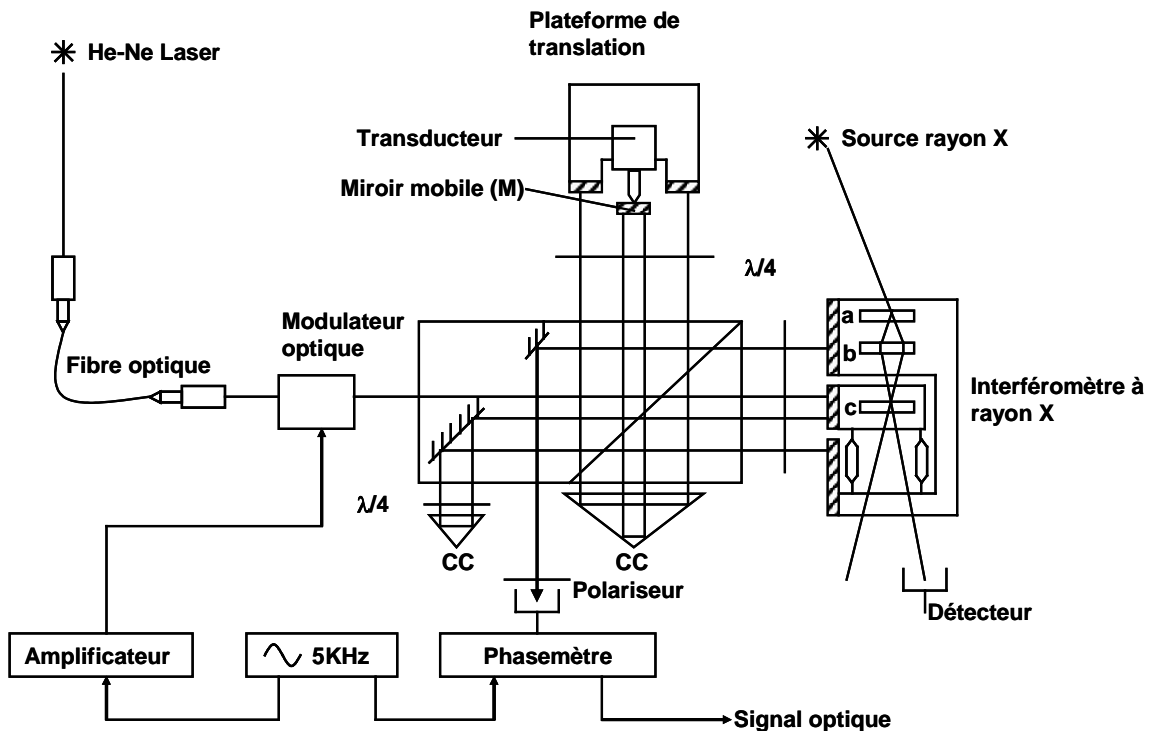 Plateforme de
translation
He-Ne Laser
Transducteur
Source rayon X
Miroir mobile (M)
λ/4
Modulateur
optique
a
b
Fibre optique
Interféromètre à
rayon X
c
λ/4
CC
CC
Polariseur
Détecteur
Amplificateur
5KHz
Phasemètre
Signal optique